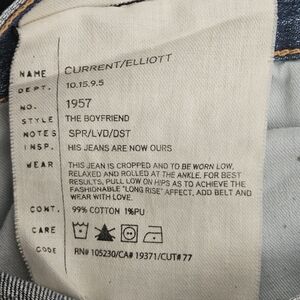 NAME CURRENT/ELLIOTT
DEPT. 10.15.9.5
NO. 1957
STYLE THE BOYFRIEND
NOTES SPR/LVD/DST
INSP. HIS JEANS ARE NOW OURS
WEAR THIS JEAN IS CROPPED AND TO BE WORN LOW,
RELAXED AND ROLLED AT THE ANKLE. FOR BEST
RESULTS, PULL LOW ON HIPS AS TO ACHIEVE THE
FASHIONABLE "LONG RISE" AFFECT, ADD BELT AND
WEAR WITH LOVE.
CONT. 99% COTTON 1%PU
CARE
CODE RN# 105230/CA# 19371/CUT# 77